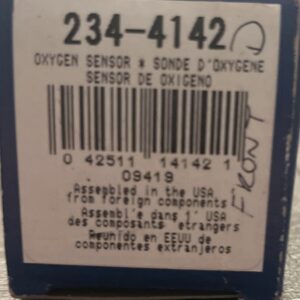 234-4142 D
OXYGEN SENSOR * SONDE D'OXYGENE
SENSOR DE OXIGENO
0 42511 14142 1
09419
Assembled in the USA
from foreign components
Assembl'e dans l' USA
des composants etrangers
Reunido en EEUU de
componentes extranjeros
FRONT